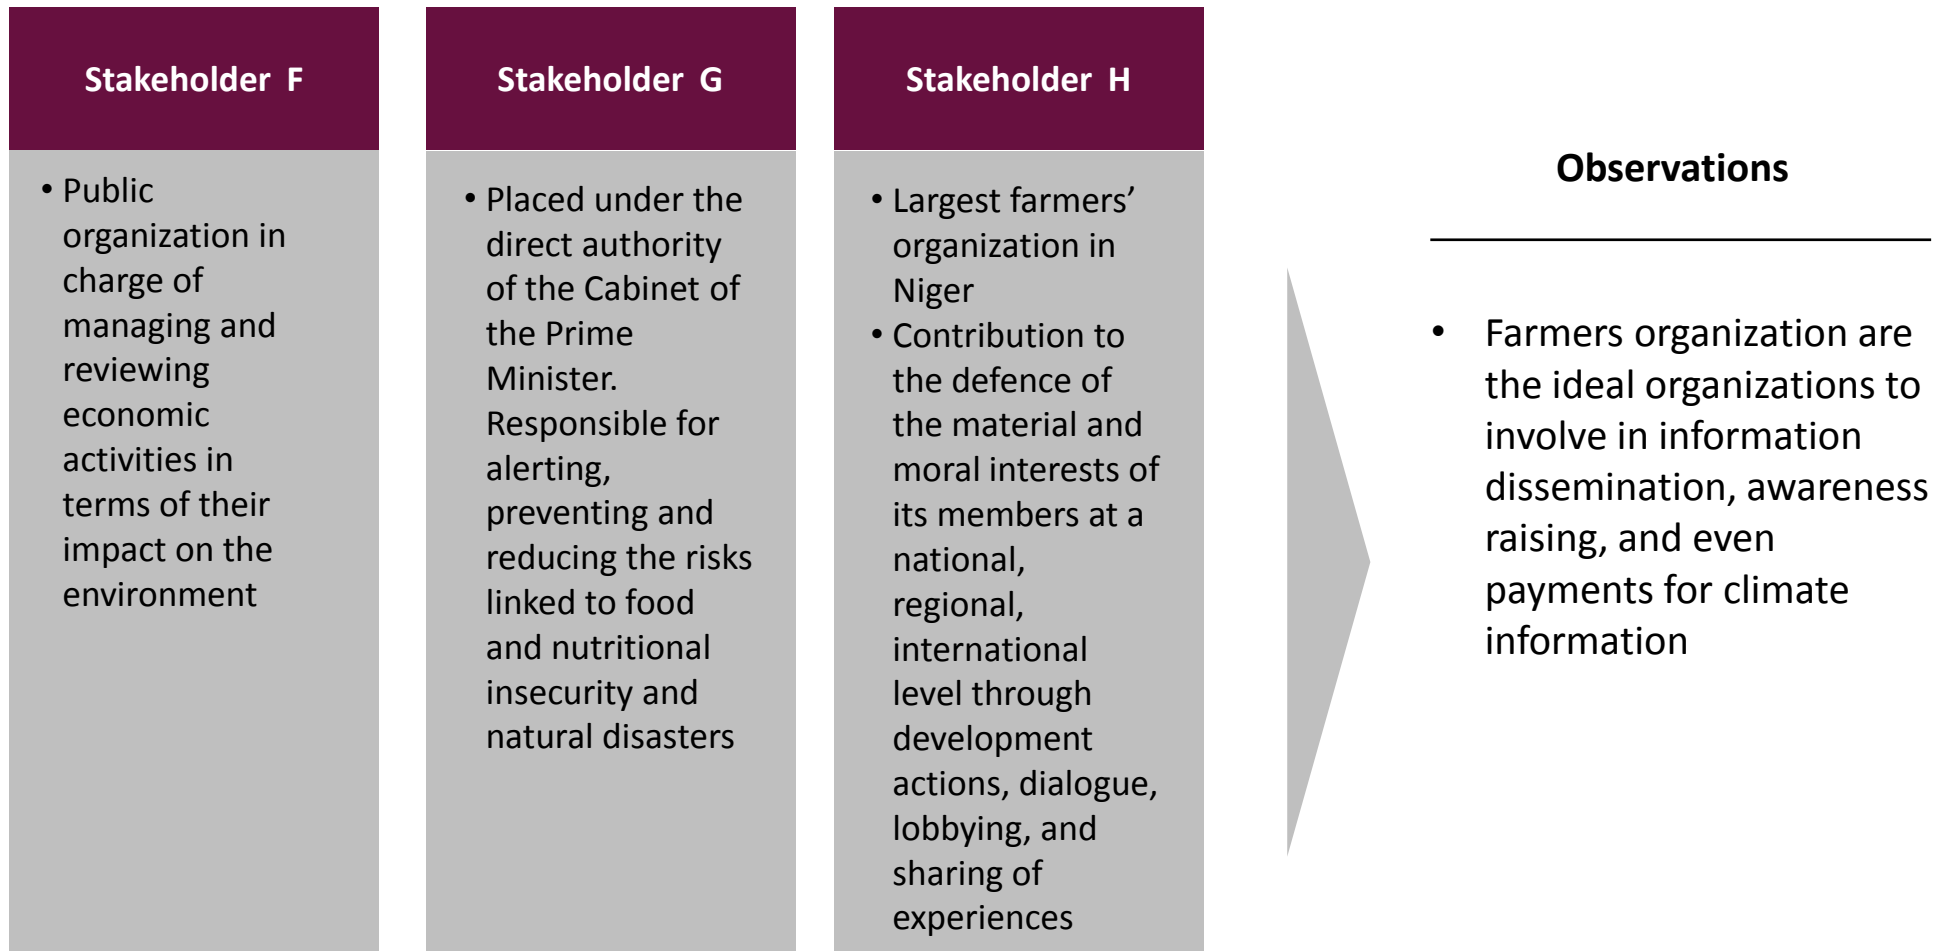 Stakeholder F
• Public
organization in
charge of
managing and
reviewing
economic
activities in
terms of their
impact on the
environment
Stakeholder G
• Placed under the
direct authority
of the Cabinet of
the Prime
Minister.
Responsible for
alerting,
preventing and
reducing the risks
linked to food
and nutritional
insecurity and
natural disasters
Stakeholder H
• Largest farmers’
organization in
Niger
• Contribution to
the defence of
the material and
moral interests of
its members at a
national,
regional,
international
level through
development
actions, dialogue,
lobbying, and
sharing of
experiences
Observations
• Farmers organization are
the ideal organizations to
involve in information
dissemination, awareness
raising, and even
payments for climate
information